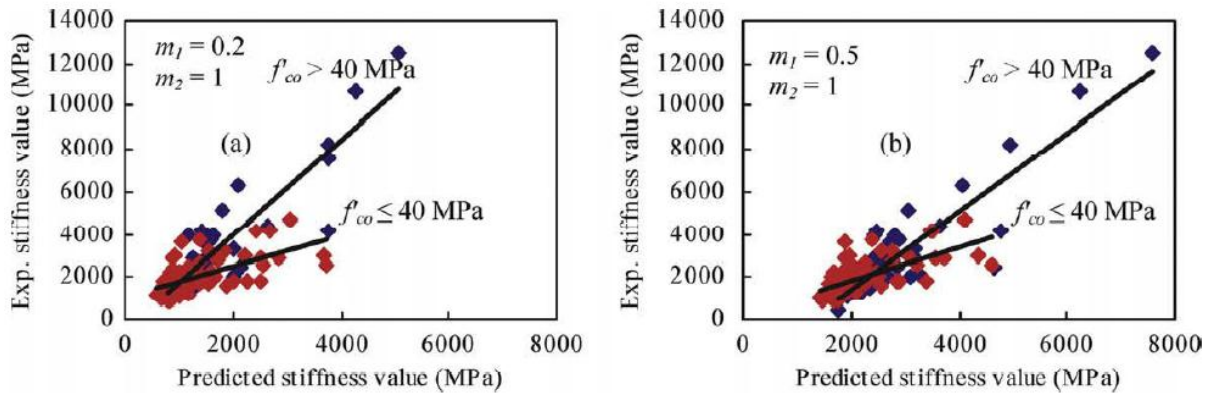 14000
12000
10000
8000
6000
4000
2000
0
Exp. stiffness value (MPa)
m1 = 0.2
m2 = 1
f'co > 40 MPa
(a)
f'co ≤ 40 MPa
0 2000 4000 6000 8000
Predicted stiffness value (MPa)
14000
12000
10000
8000
6000
4000
2000
0
Exp. stiffness value (MPa)
m1 = 0.5
m2 = 1
f'co > 40 MPa
(b)
f'co ≤ 40 MPa
0 2000 4000 6000 8000
Predicted stiffness value (MPa)